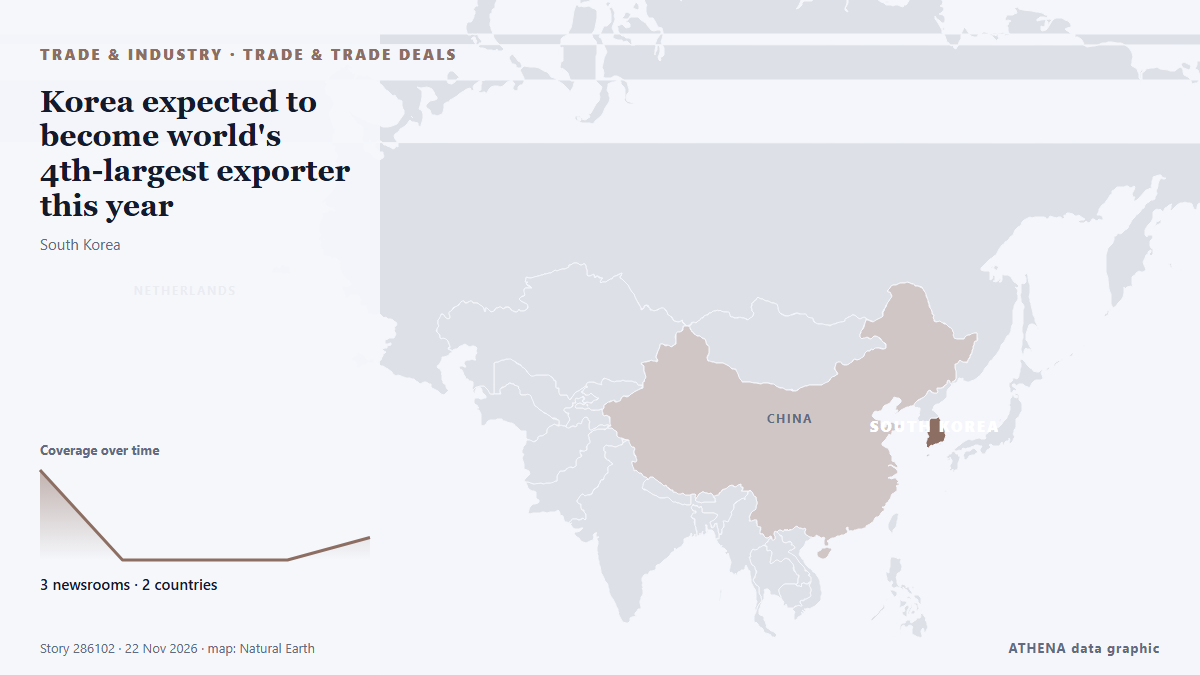 TRADE & INDUSTRY · TRADE & TRADE DEALS
Korea expected to
become world's
4th-largest exporter
this year
South Korea
NETHERLANDS
CHINA
SOUTH KOREA
Coverage over time
3 newsrooms · 2 countries
Story 286102 · 22 Nov 2026 · map: Natural Earth
ATHENA data graphic